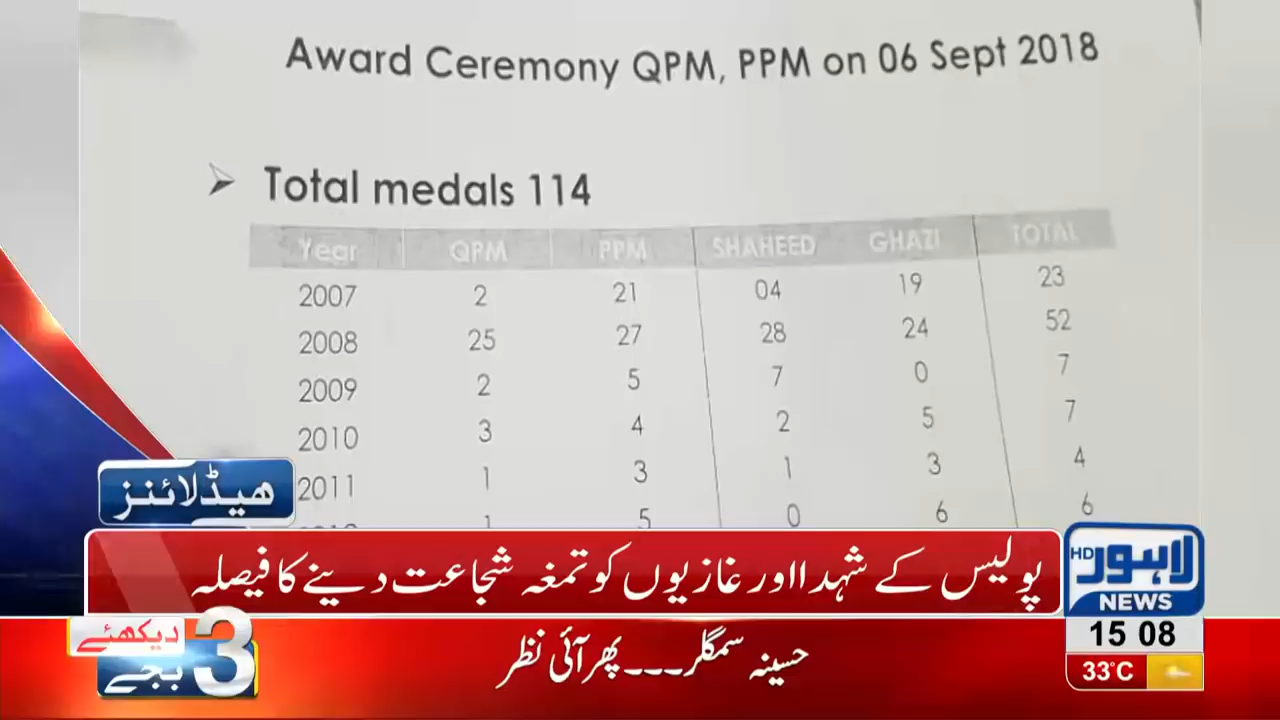 Award Ceremony QPM, PPM on 06 Sept 2018
Total medals 114
Year QPM PPM SHAHEED GHAZI TOTAL
2007 2 21 04 19 23
2008 25 27 28 24 52
2009 2 5 7 0 7
2010 3 4 2 5 7
2011 1 3 1 3 4
1 5 0 6 6
ھیڈلائنز
پولیس کے شہدا اور غازیوں کو تمغہ شجاعت دینے کا فیصلہ
لاہور HD
NEWS
15 08
33°C
دیکھئے
3 بجے
حسینہ سمگلر۔۔۔پھر آئی نظر